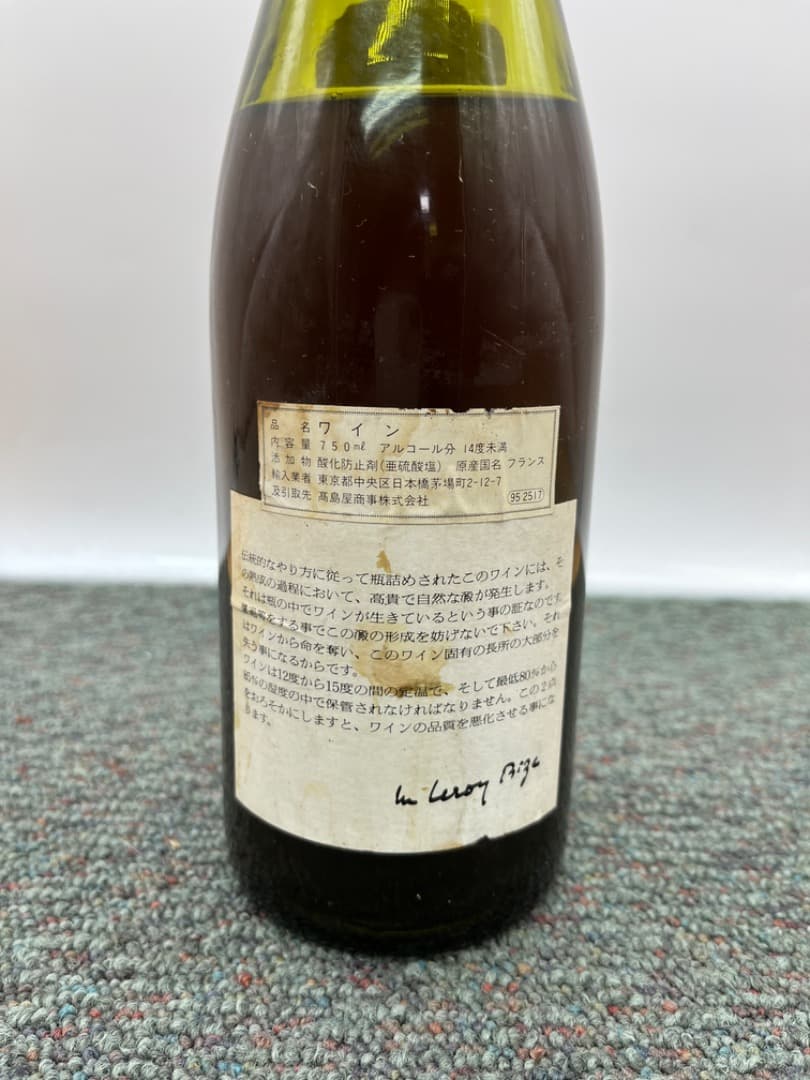 品名 ワイン
内容量 750ml アルコール分 14度未満
添加物 酸化防止剤(亜硫酸塩) 原産国名 フランス
輸入業者 東京都中央区日本橋茅場町2-12-7
及引取先 髙島屋商事株式会社 95 2517
伝統的なやり方に従って瓶詰めされたこのワインには、そ
の熟成の過程において、高貴で自然な澱が発生します。
それは瓶の中でワインが生きているという事の証なのです。
をする事でこの澱の形成を妨げないで下さい。それ
はワインから命を奪い、このワイン固有の長所の大部分を
失う事になるからです。
ワインは12度から15度の間の定温で、そして最低80%から
85%の湿度の中で保管されなければなりません。この2点
をおろそかにしますと、ワインの品質を悪化させる事にな
ります。
Leroy Bize